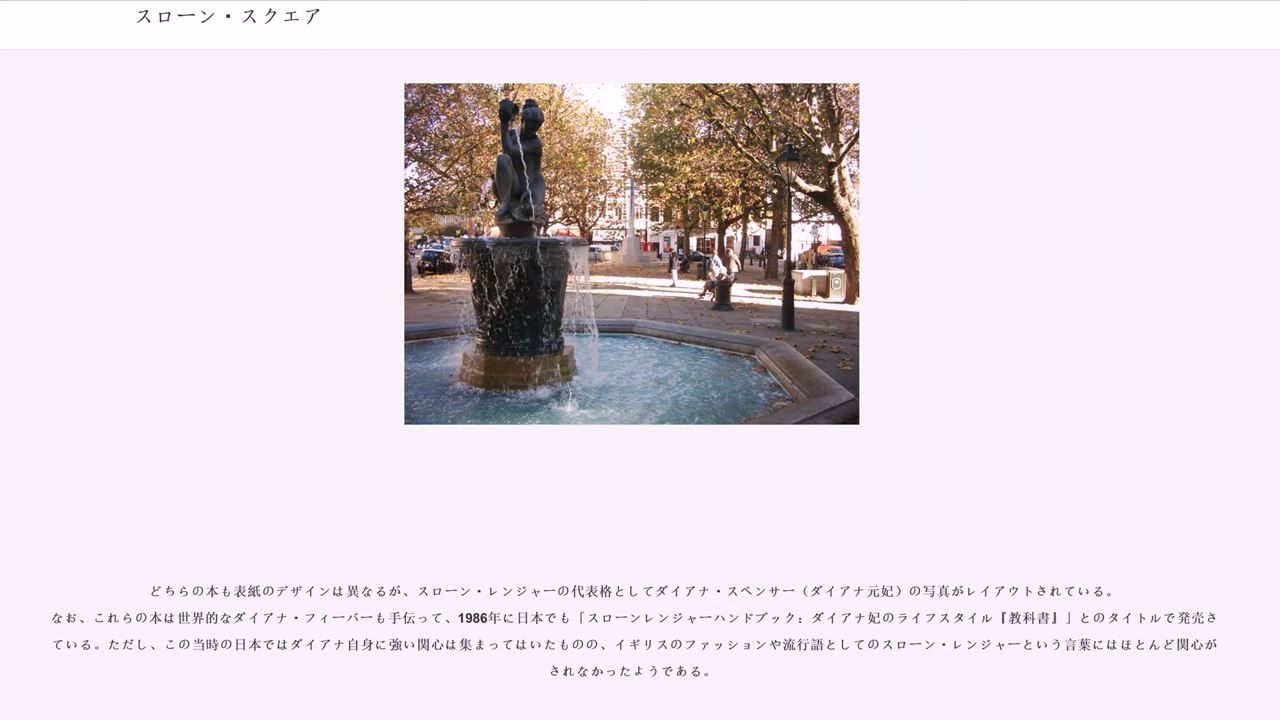 スローン・スクエア
どちらの本も表紙のデザインは異なるが、スローン・レンジャーの代表格としてダイアナ・スペンサー（ダイアナ元妃）の写真がレイアウトされている。
なお、これらの本は世界的なダイアナ・フィーバーも手伝って、1986年に日本でも「スローンレンジャーハンドブック; ダイアナ妃のライフスタイル『教科書』」とのタイトルで発売さ
ている。ただし、この当時の日本ではダイアナ自身に強い関心は集まってはいたものの、イギリスのファッションや流行語としてのスローン・レンジャーという言葉にはほとんど関心が
されなかったようである。